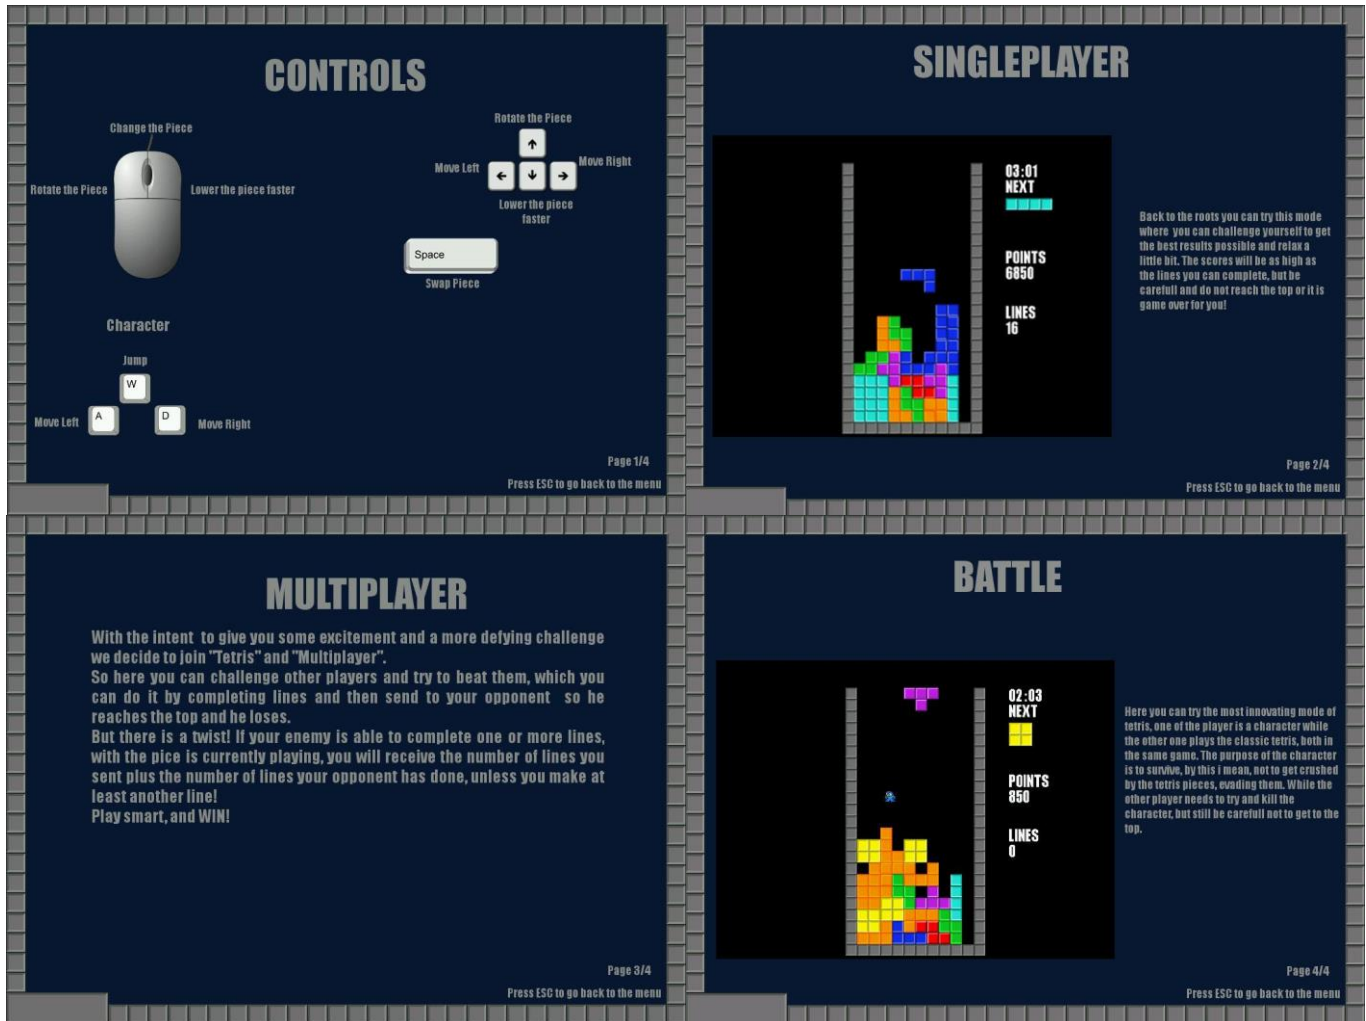 CONTROLS
Change the Piece
Rotate the Piece
Lower the piece faster
Rotate the Piece
Move Left
Move Right
Lower the piece
faster
Space
Swap Piece
Character
Jump
W
A
D
Move Left
Move Right
Page 1/4
Press ESC to go back to the menu
SINGLEPLAYER
03:01
NEXT
POINTS
6850
LINES
16
Back to the roots you can try this mode
where you can challenge yourself to get
the best results possible and relax a
little bit. The scores will be as high as
the lines you can complete, but be
carefull and do not reach the top or it is
game over for you!
Page 2/4
Press ESC to go back to the menu
MULTIPLAYER
With the intent to give you some excitement and a more defying challenge
we decide to join "Tetris" and "Multiplayer".
So here you can challenge other players and try to beat them, which you
can do it by completing lines and then send to your opponent so he
reaches the top and he loses.
But there is a twist! If your enemy is able to complete one or more lines,
with the pice is currently playing, you will receive the number of lines you
sent plus the number of lines your opponent has done, unless you make at
least another line!
Play smart, and WIN!
Page 3/4
Press ESC to go back to the menu
BATTLE
02:03
NEXT
POINTS
850
LINES
0
Here you can try the most innovating mode of
tetris, one of the player is a character while
the other one plays the classic tetris, both in
the same game. The purpose of the character
is to survive, by this i mean, not to get crushed
by the tetris pieces, evading them. While the
other player needs to try and kill the
character, but still be carefull not to get to the
top.
Page 4/4
Press ESC to go back to the menu